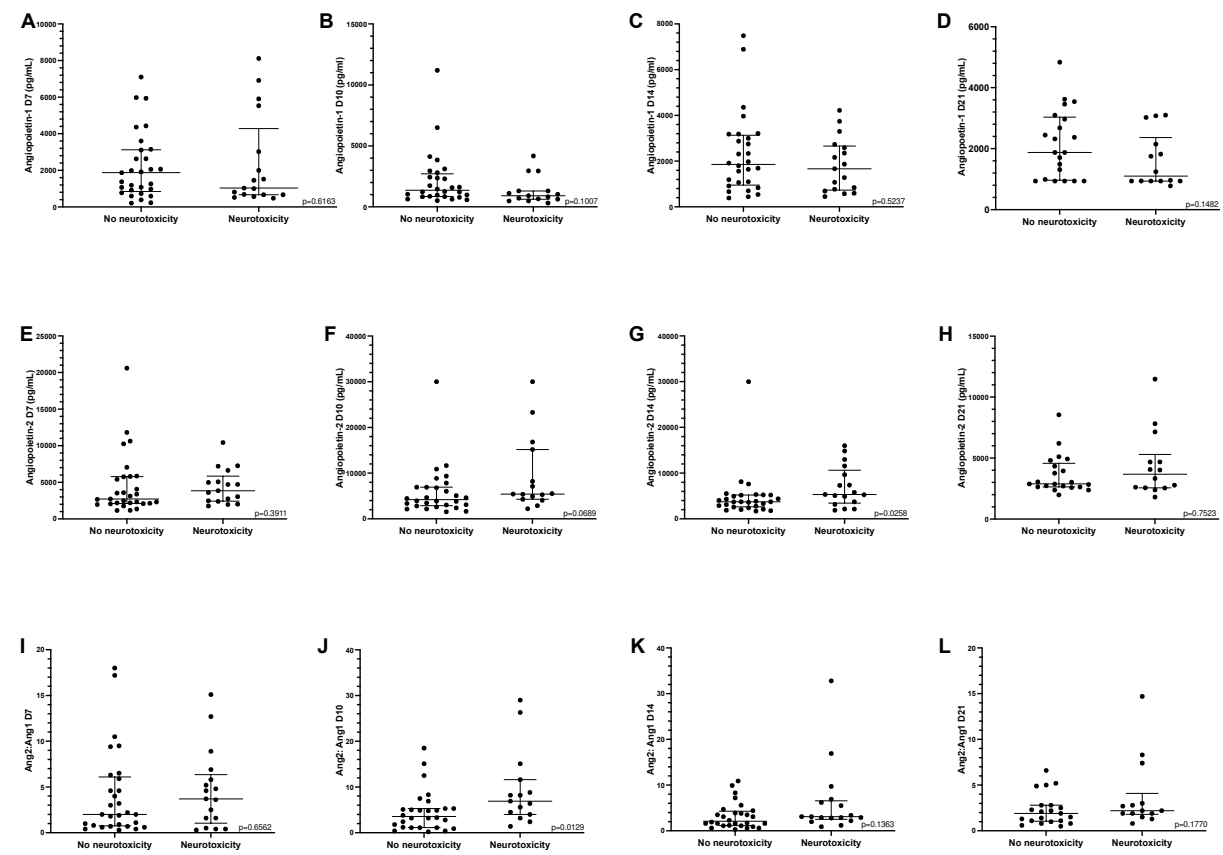 A
Angiopoietin-1 D7 (pg/mL)
10000
8000
6000
4000
2000
0
No neurotoxicity
Neurotoxicity
p=0.6163
B
Angiopoietin-1 D10 (pg/ml)
15000
10000
5000
0
No neurotoxicity
Neurotoxicity
p=0.1007
C
Angiopoietin-1 D14 (pg/ml)
8000
6000
4000
2000
0
No neurotoxicity
Neurotoxicity
p=0.5237
D
Angiopoetin-1 D21 (pg/mL)
6000
4000
2000
0
No neurotoxicity
Neurotoxicity
p=0.1482
E
Angiopoietin-2 D7 (pg/mL)
25000
20000
15000
10000
5000
0
No neurotoxicity
Neurotoxicity
p=0.3911
F
Angiopoietin-2 D10 (pg/mL)
40000
30000
20000
10000
0
No neurotoxicity
Neurotoxicity
p=0.0689
G
Angiopoietin-2 D14 (pg/mL)
40000
30000
20000
10000
0
No neurotoxicity
Neurotoxicity
p=0.0258
H
Angiopoietin-2 D21 (pg/mL)
15000
10000
5000
0
No neurotoxicity
Neurotoxicity
p=0.7523
I
Ang2:Ang1 D7
20
15
10
5
0
No neurotoxicity
Neurotoxicity
p=0.6562
J
Ang2: Ang1 D10
40
30
20
10
0
No neurotoxicity
Neurotoxicity
p=0.0129
K
Ang2: Ang1 D14
40
30
20
10
0
No neurotoxicity
Neurotoxicity
p=0.1363
L
Ang2:Ang1 D21
20
15
10
5
0
No neurotoxicity
Neurotoxicity
p=0.1770